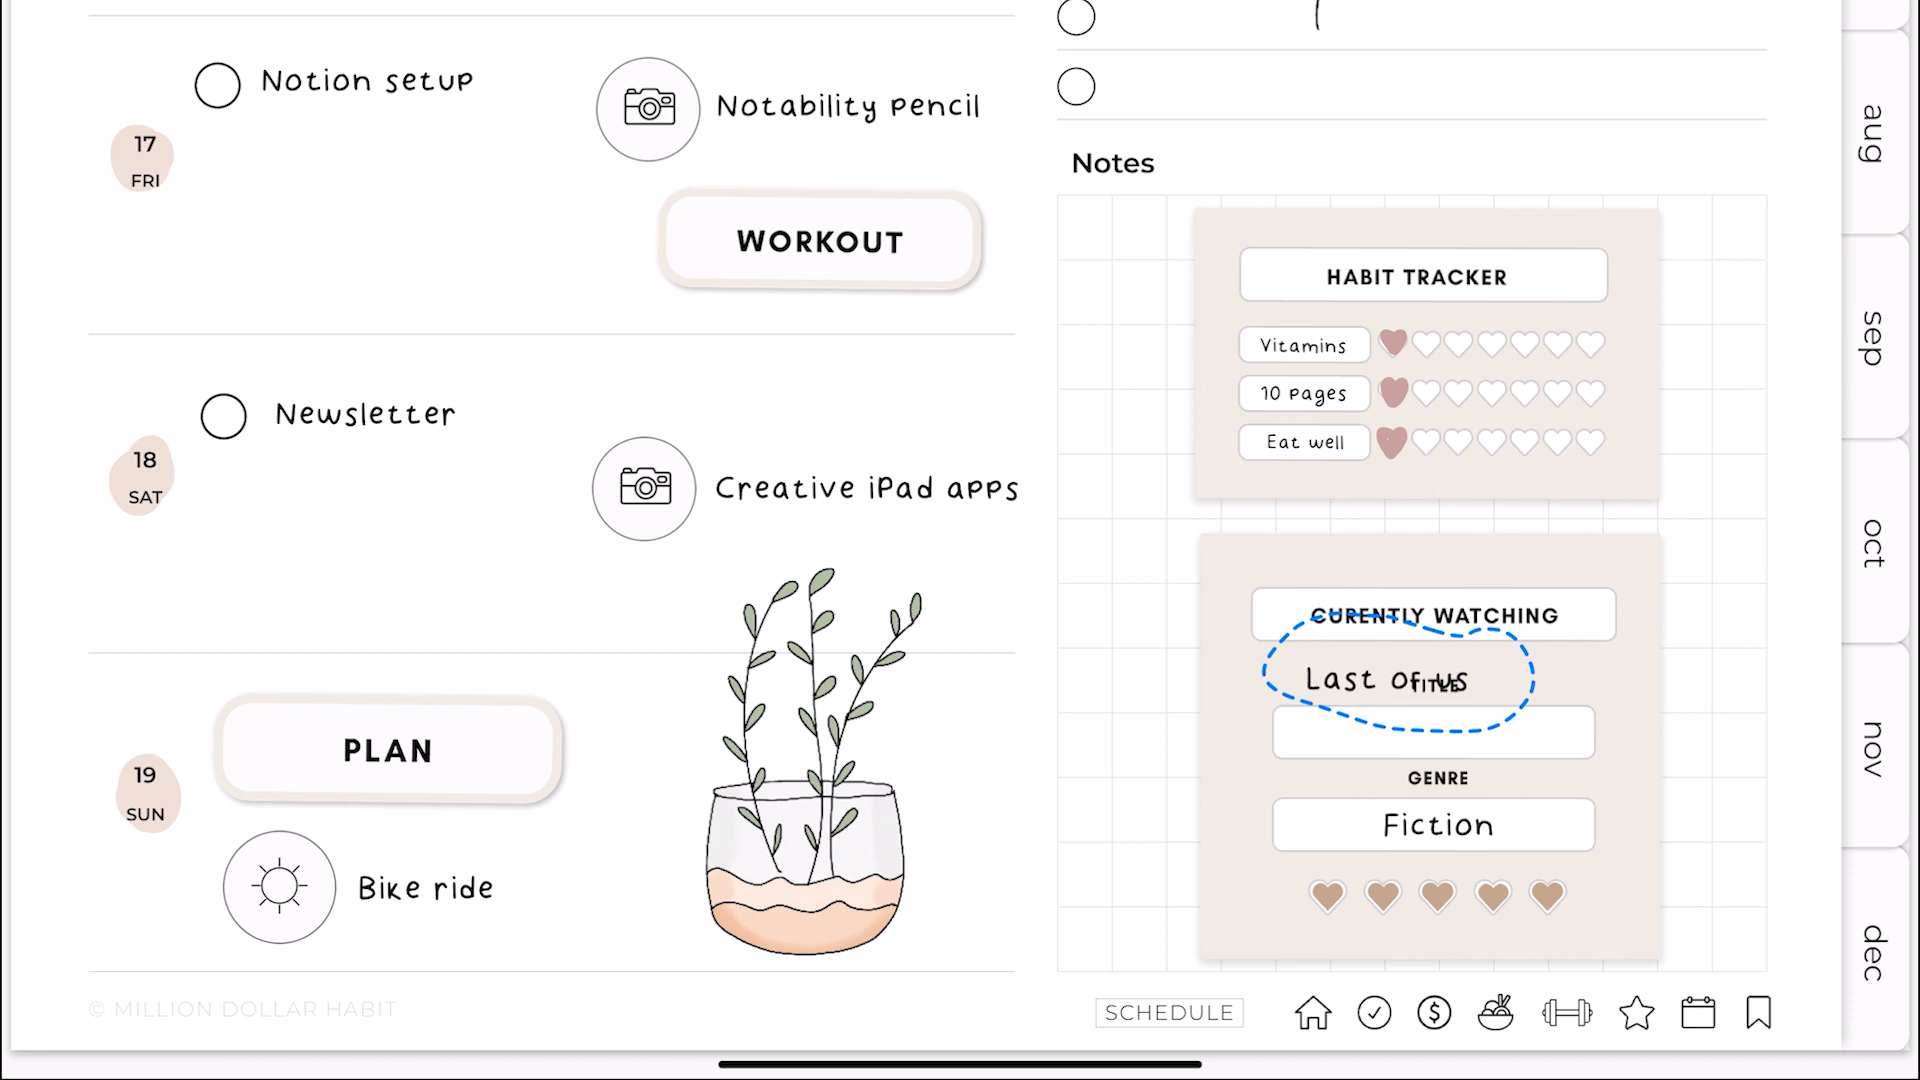 Notion setup
Notability pencil
17
FRI
WORKOUT
Newsletter
18
SAT
Creative iPad apps
PLAN
19
SUN
Bike ride
© MILLION DOLLAR HABIT
Notes
HABIT TRACKER
Vitamins
10 pages
Eat well
CURENTLY WATCHING
Last of us
TITLE
GENRE
Fiction
SCHEDULE
aug
sep
oct
nov
dec